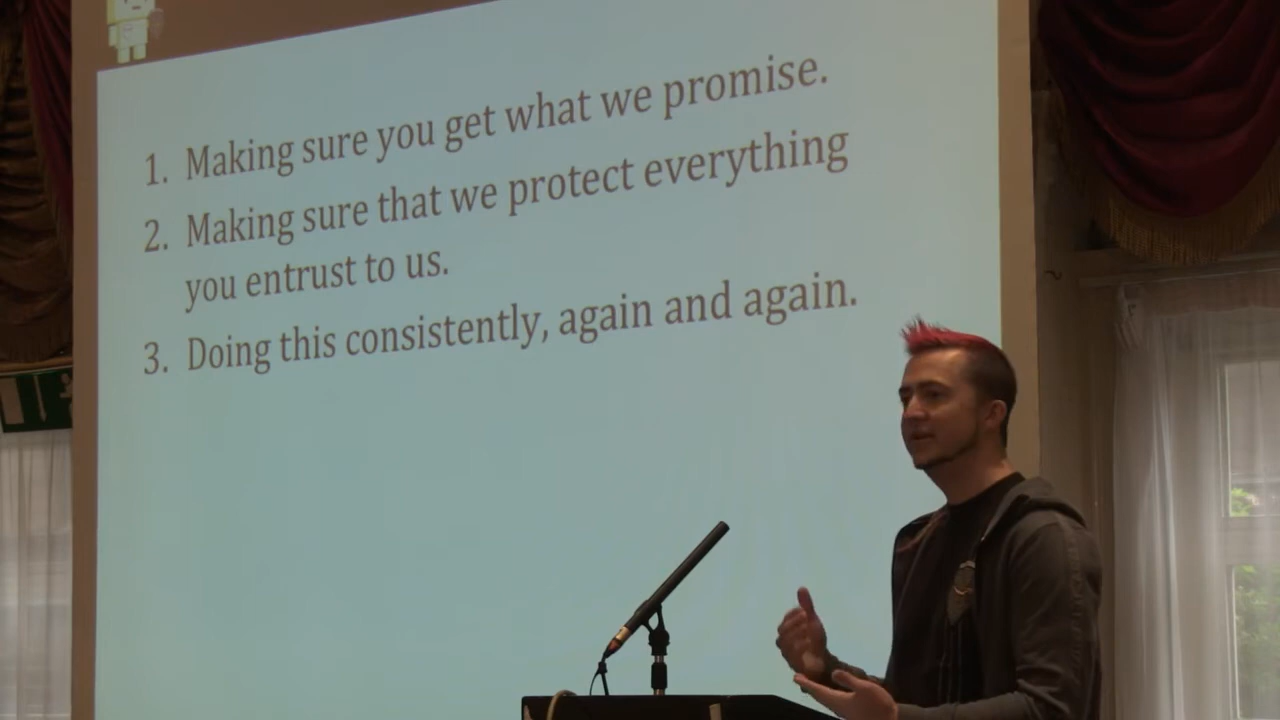 1. Making sure you get what we promise.
2. Making sure that we protect everything
you entrust to us.
3. Doing this consistently, again and again.